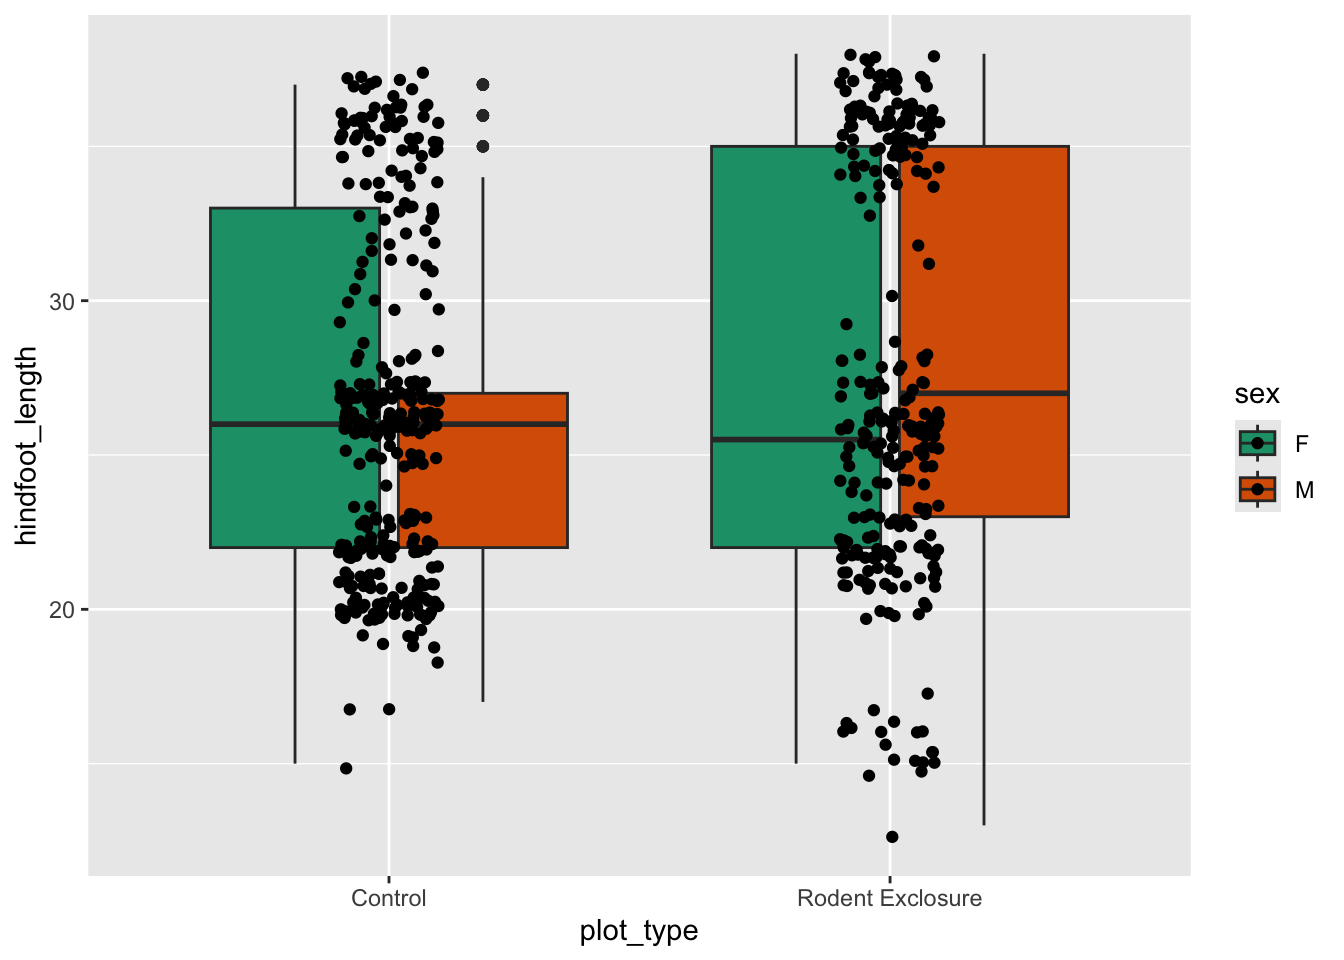 hindfoot_length
30
20
Control
Rodent Exclosure
plot_type
sex
F
M